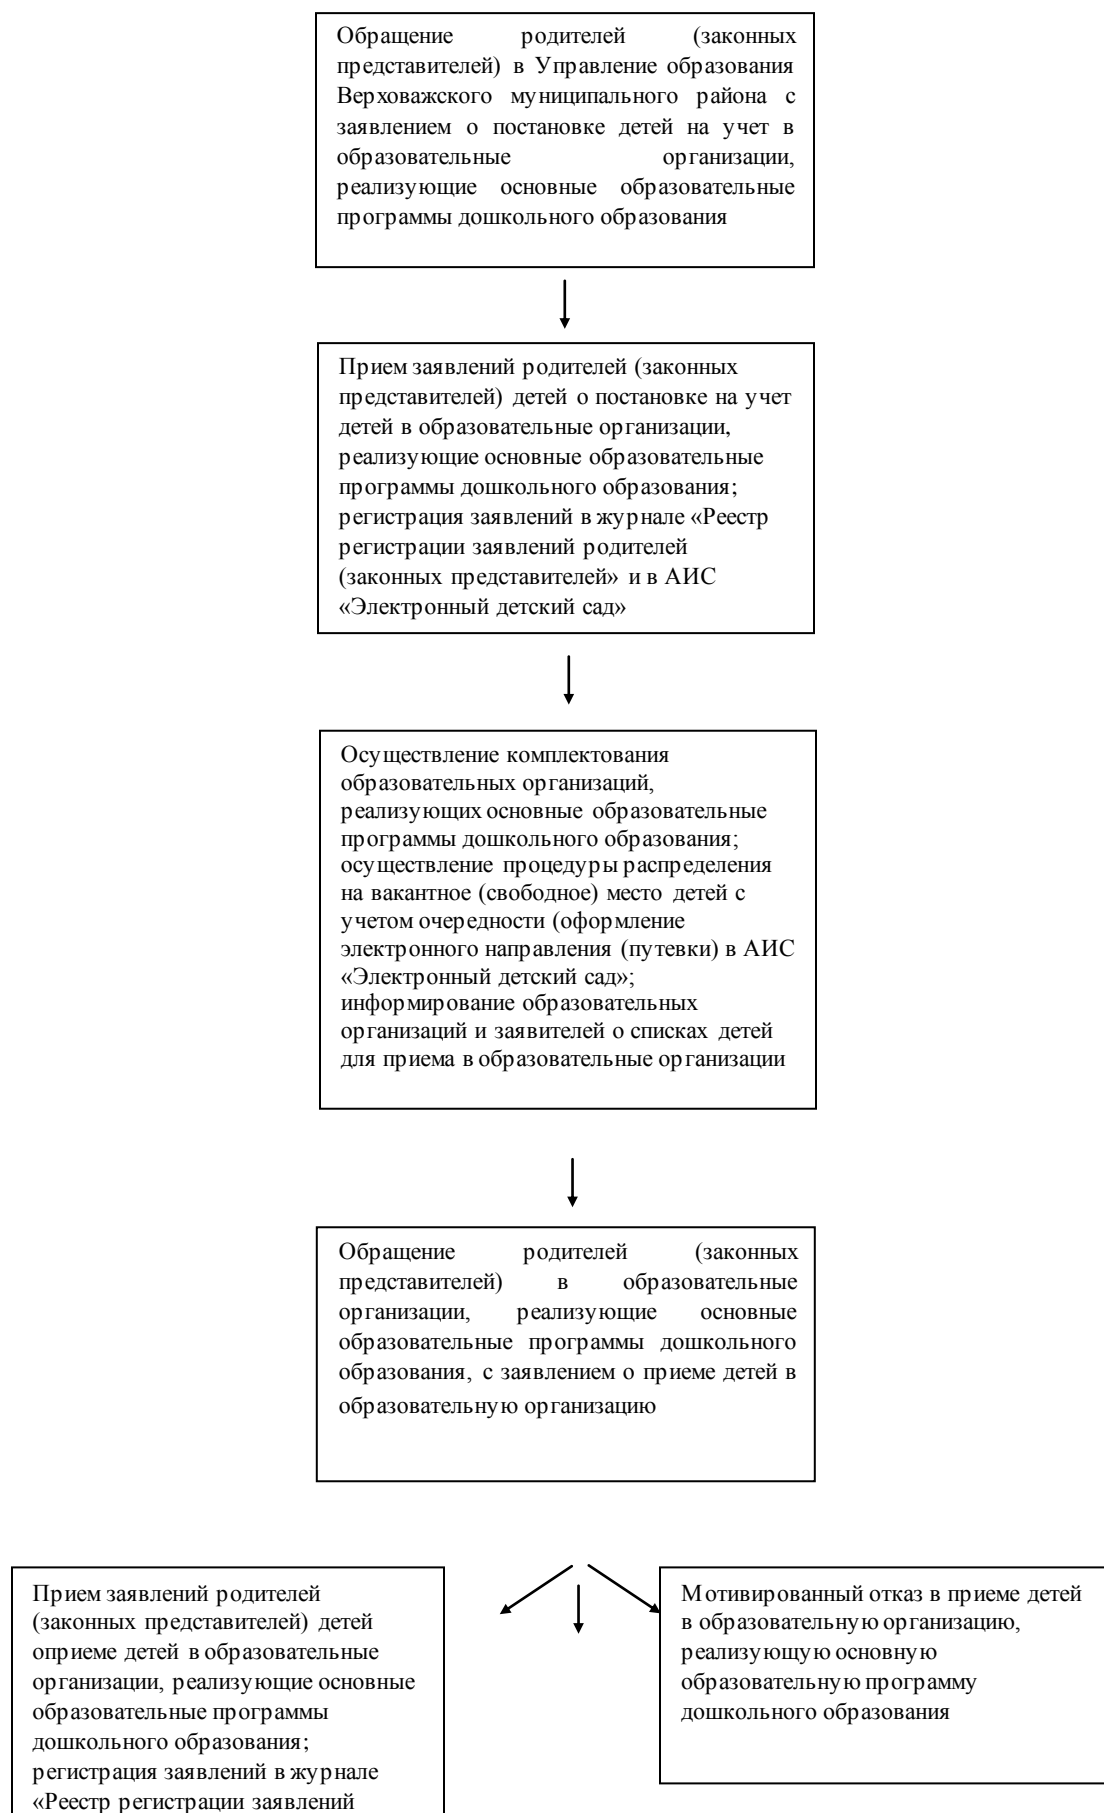 Обращение родителей (законных
представителей) в Управление образования
Верховажского муниципального района с
заявлением о постановке детей на учет в
образовательные организации,
реализующие основные образовательные
программы дошкольного образования
Прием заявлений родителей (законных
представителей) детей о постановке на учет
детей в образовательные организации,
реализующие основные образовательные
программы дошкольного образования;
регистрация заявлений в журнале «Реестр
регистрации заявлений родителей
(законных представителей» и в АИС
«Электронный детский сад»
Осуществление комплектования
образовательных организаций,
реализующих основные образовательные
программы дошкольного образования;
осуществление процедуры распределения
на вакантное (свободное) место детей с
учетом очередности (оформление
электронного направления (путевки) в АИС
«Электронный детский сад»;
информирование образовательных
организаций и заявителей о списках детей
для приема в образовательные организации
Обращение родителей (законных
представителей) в образовательные
организации, реализующие основные
образовательные программы дошкольного
образования, с заявлением о приеме детей в
образовательную организацию
Прием заявлений родителей
(законных представителей) детей
оприеме детей в образовательные
организации, реализующие основные
образовательные программы
дошкольного образования;
регистрация заявлений в журнале
«Реестр регистрации заявлений
Мотивированный отказ в приеме детей
в образовательную организацию,
реализующую основную
образовательную программу
дошкольного образования